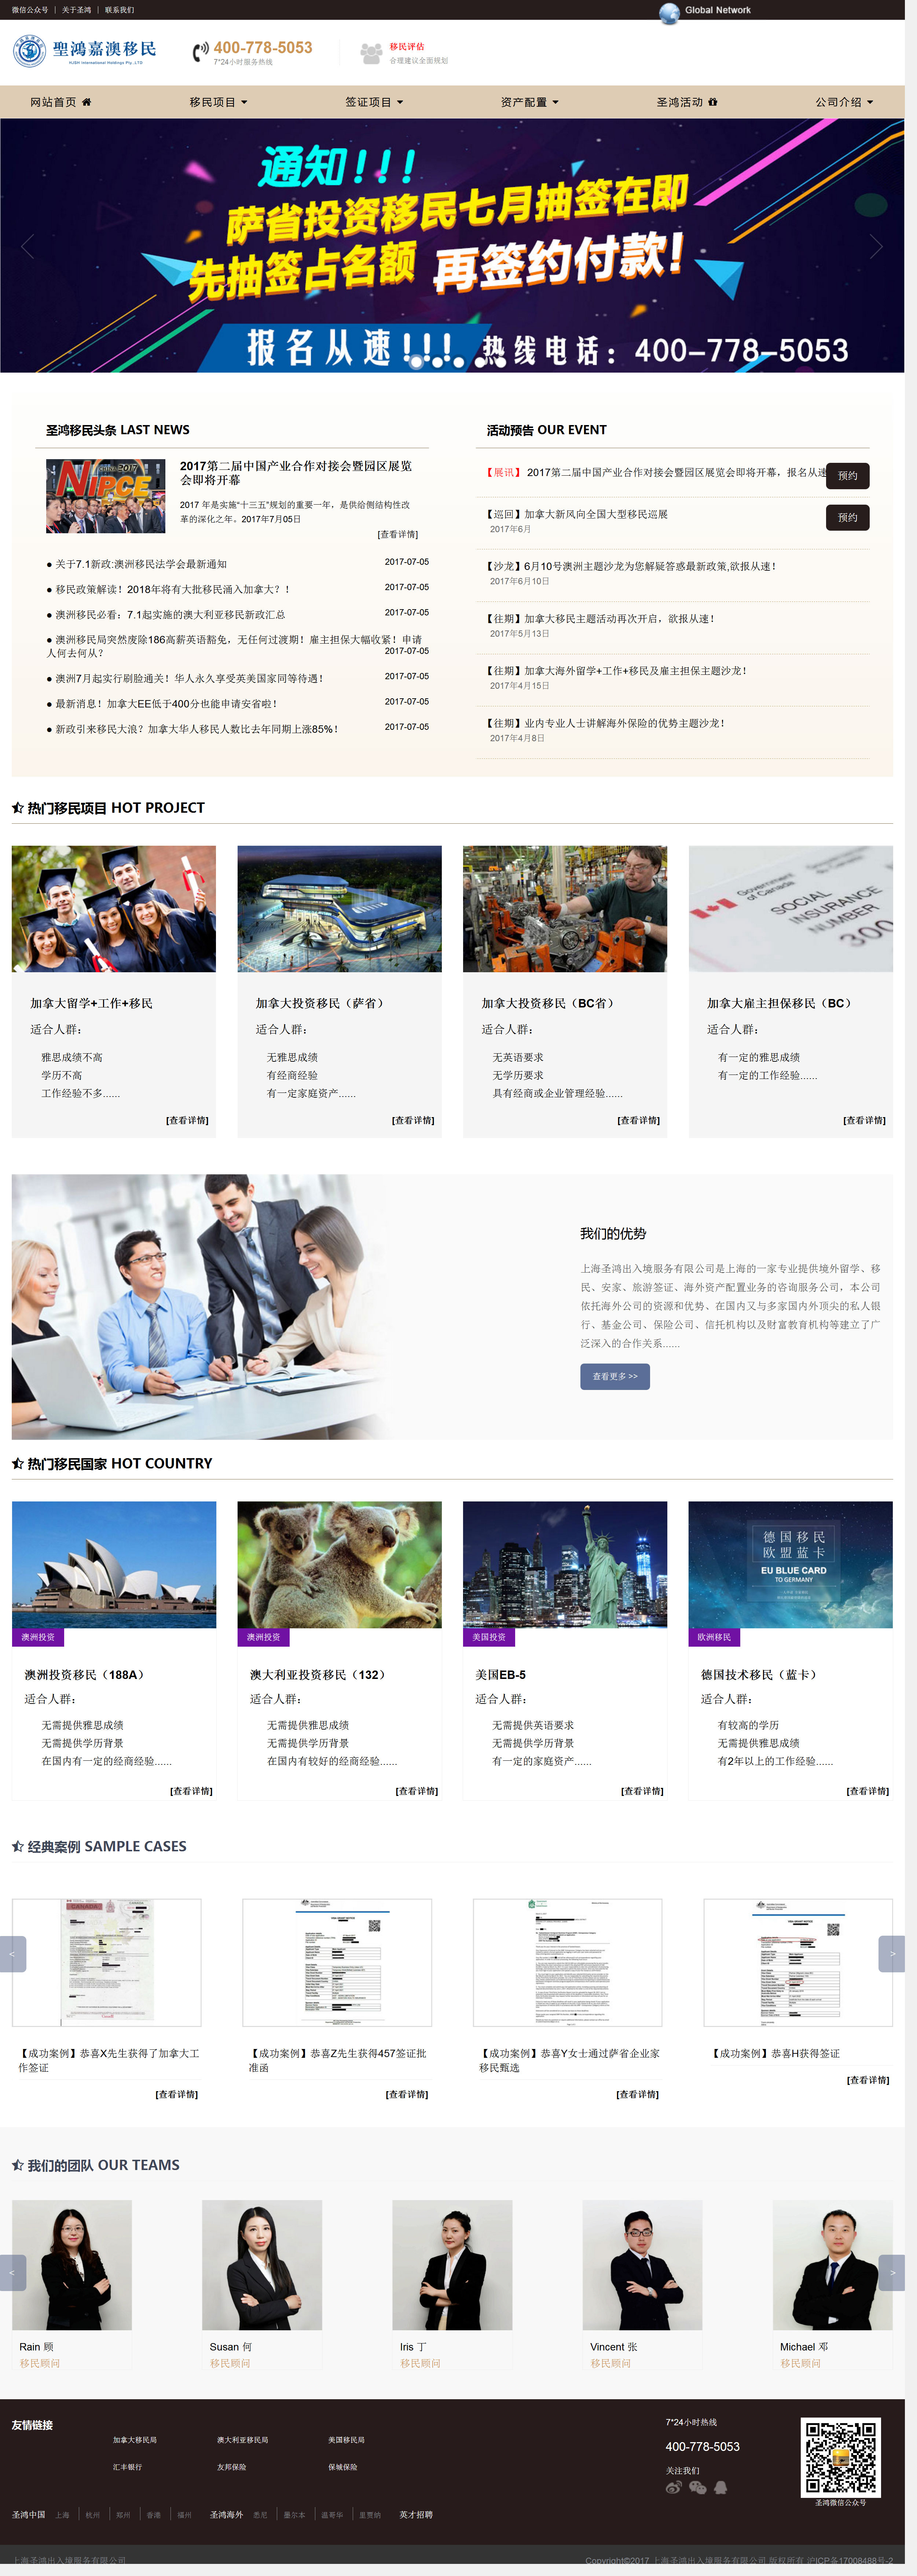 微信公众号 | 关于圣鸿 | 联系我们
Global Network
聖鴻嘉澳移民
HJSH International Holdings Pty. LTD
400-778-5053
7*24小时服务热线
移民评估
合理建议全面规划
网站首页
移民项目
签证项目
资产配置
圣鸿活动
公司介绍
通知!!!
萨省投资移民七月抽签在即
先抽签占名额 再签约付款!
报名从速!!! 热线电话：400-778-5053
圣鸿移民头条 LAST NEWS
China 2017
NIPCE
2017第二届中国产业合作对接会暨园区展览
会即将开幕
2017 年是实施“十三五”规划的重要一年，是供给侧结构性改
革的深化之年。2017年7月05日
[查看详情]
● 关于7.1新政:澳洲移民法学会最新通知 2017-07-05
● 移民政策解读！2018年将有大批移民涌入加拿大？！ 2017-07-05
● 澳洲移民必看：7.1起实施的澳大利亚移民新政汇总 2017-07-05
● 澳洲移民局突然废除186高薪英语豁免，无任何过渡期！雇主担保大幅收紧！申请
人何去何从？ 2017-07-05
● 澳洲7月起实行刷脸通关！华人永久享受英美国家同等待遇！ 2017-07-05
● 最新消息！加拿大EE低于400分也能申请安省啦！ 2017-07-05
● 新政引来移民大浪？加拿大华人移民人数比去年同期上涨85%！ 2017-07-05
活动预告 OUR EVENT
【展讯】 2017第二届中国产业合作对接会暨园区展览会即将开幕，报名从速
预约
【巡回】加拿大新风向全国大型移民巡展
2017年6月
预约
【沙龙】6月10号澳洲主题沙龙为您解疑答惑最新政策,欲报从速！
2017年6月10日
【往期】加拿大移民主题活动再次开启，欲报从速！
2017年5月13日
【往期】加拿大海外留学+工作+移民及雇主担保主题沙龙！
2017年4月15日
【往期】业内专业人士讲解海外保险的优势主题沙龙！
2017年4月8日
热门移民项目 HOT PROJECT
Government of Canada
SOCIAL INSURANCE NUMBER
300
加拿大留学+工作+移民
适合人群：
雅思成绩不高
学历不高
工作经验不多......
[查看详情]
加拿大投资移民（萨省）
适合人群：
无雅思成绩
有经商经验
有一定家庭资产......
[查看详情]
加拿大投资移民（BC省）
适合人群：
无英语要求
无学历要求
具有经商或企业管理经验......
[查看详情]
加拿大雇主担保移民（BC）
适合人群：
有一定的雅思成绩
有一定的工作经验......
[查看详情]
我们的优势
上海圣鸿出入境服务有限公司是上海的一家专业提供境外留学、移
民、安家、旅游签证、海外资产配置业务的咨询服务公司，本公司
依托海外公司的资源和优势、在国内又与多家国内外顶尖的私人银
行、基金公司、保险公司、信托机构以及财富教育机构等建立了广
泛深入的合作关系......
查看更多 >>
热门移民国家 HOT COUNTRY
德国移民
欧盟蓝卡
EU BLUE CARD
TO GERMANY
澳洲投资
澳洲投资移民（188A）
适合人群：
无需提供雅思成绩
无需提供学历背景
在国内有一定的经商经验......
[查看详情]
澳洲投资
澳大利亚投资移民（132）
适合人群：
无需提供雅思成绩
无需提供学历背景
在国内有较好的经商经验......
[查看详情]
美国投资
美国EB-5
适合人群：
无需提供英语要求
无需提供学历背景
有一定的家庭资产......
[查看详情]
欧洲移民
德国技术移民（蓝卡）
适合人群：
有较高的学历
无需提供雅思成绩
有2年以上的工作经验......
[查看详情]
经典案例 SAMPLE CASES
CANADA
<
>
【成功案例】恭喜X先生获得了加拿大工
作签证
[查看详情]
【成功案例】恭喜Z先生获得457签证批
准函
[查看详情]
【成功案例】恭喜Y女士通过萨省企业家
移民甄选
[查看详情]
【成功案例】恭喜H获得签证
[查看详情]
我们的团队 OUR TEAMS
<
>
Rain 顾
移民顾问
Susan 何
移民顾问
Iris 丁
移民顾问
Vincent 张
移民顾问
Michael 邓
移民顾问
友情链接
加拿大移民局 澳大利亚移民局 美国移民局
汇丰银行 友邦保险 保城保险
圣鸿中国 上海 杭州 郑州 香港 福州 圣鸿海外 悉尼 墨尔本 温哥华 里贾纳 英才招聘
7*24小时热线
400-778-5053
关注我们
圣鸿微信公众号
上海圣鸿出入境服务有限公司
Copyright©2017 上海圣鸿出入境服务有限公司 版权所有 沪ICP备17008488号-2